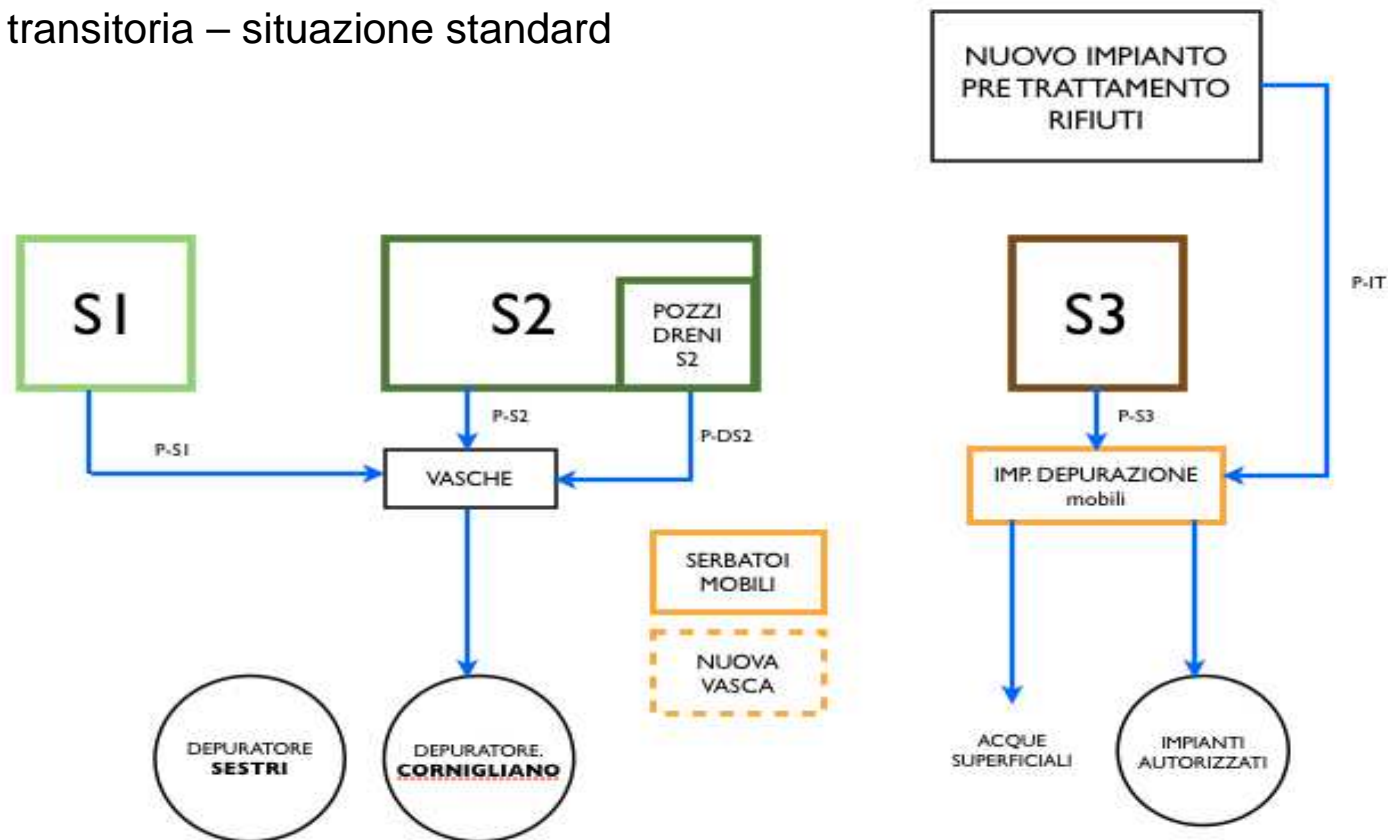 transitoria – situazione standard
NUOVO IMPIANTO
PRE TRATTAMENTO
RIFIUTI
P-IT
S1
S2
POZZI
DRENI
S2
S3
P-S1
P-S2
P-DS2
P-S3
VASCHE
IMP. DEPURAZIONE
mobili
SERBATOI
MOBILI
NUOVA
VASCA
DEPURATORE
SESTRI
DEPURATORE.
CORNIGLIANO
ACQUE
SUPERFICIALI
IMPIANTI
AUTORIZZATI